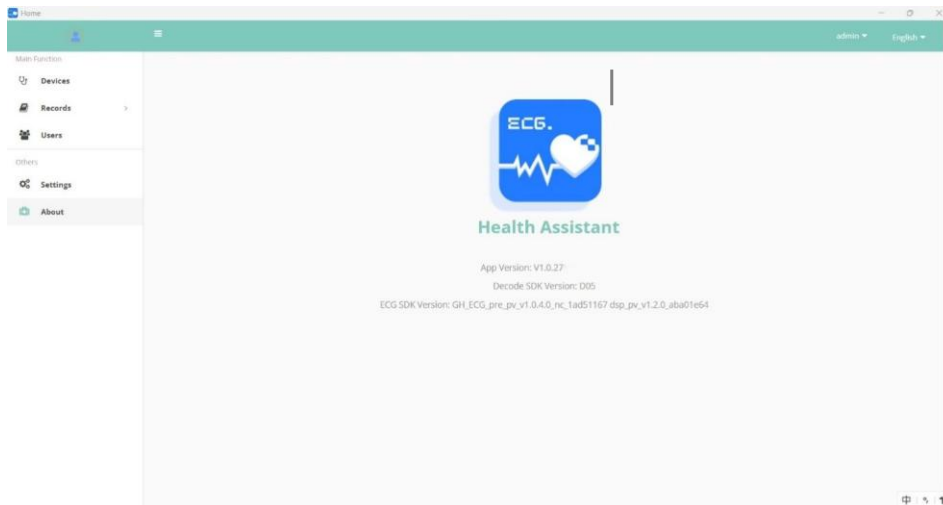 Home
admin
English
Main Function
Devices
Records
Users
Others
Settings
About
ECG.
Health Assistant
App Version: V1.0.27
Decode SDK Version: D05
ECG SDK Version: GH_ECG_pre_pv_v1.0.4.0_nc_1ad51167 dsp_pv_v1.2.0_aba01e64
中